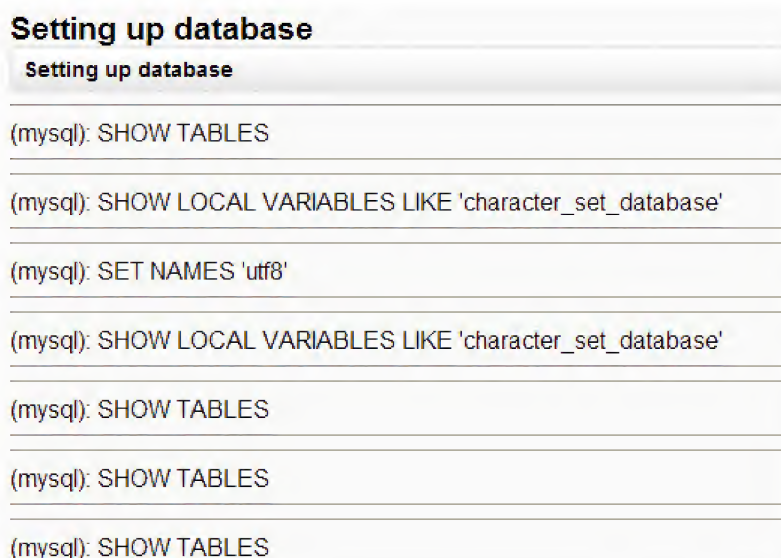 Setting up database
Setting up database
(mysql): SHOW TABLES
(mysql): SHOW LOCAL VARIABLES LIKE 'character_set_database'
(mysql): SET NAMES 'utf8'
(mysql): SHOW LOCAL VARIABLES LIKE 'character_set_database'
(mysql): SHOW TABLES
(mysql): SHOW TABLES
(mysql): SHOW TABLES